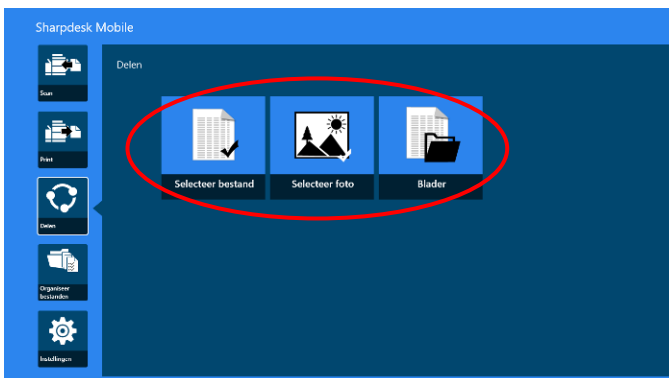 Sharpdesk Mobile
Scan
Print
Delen
Organiseer
bestanden
Instellingen
Delen
Selecteer bestand
Selecteer foto
Blader